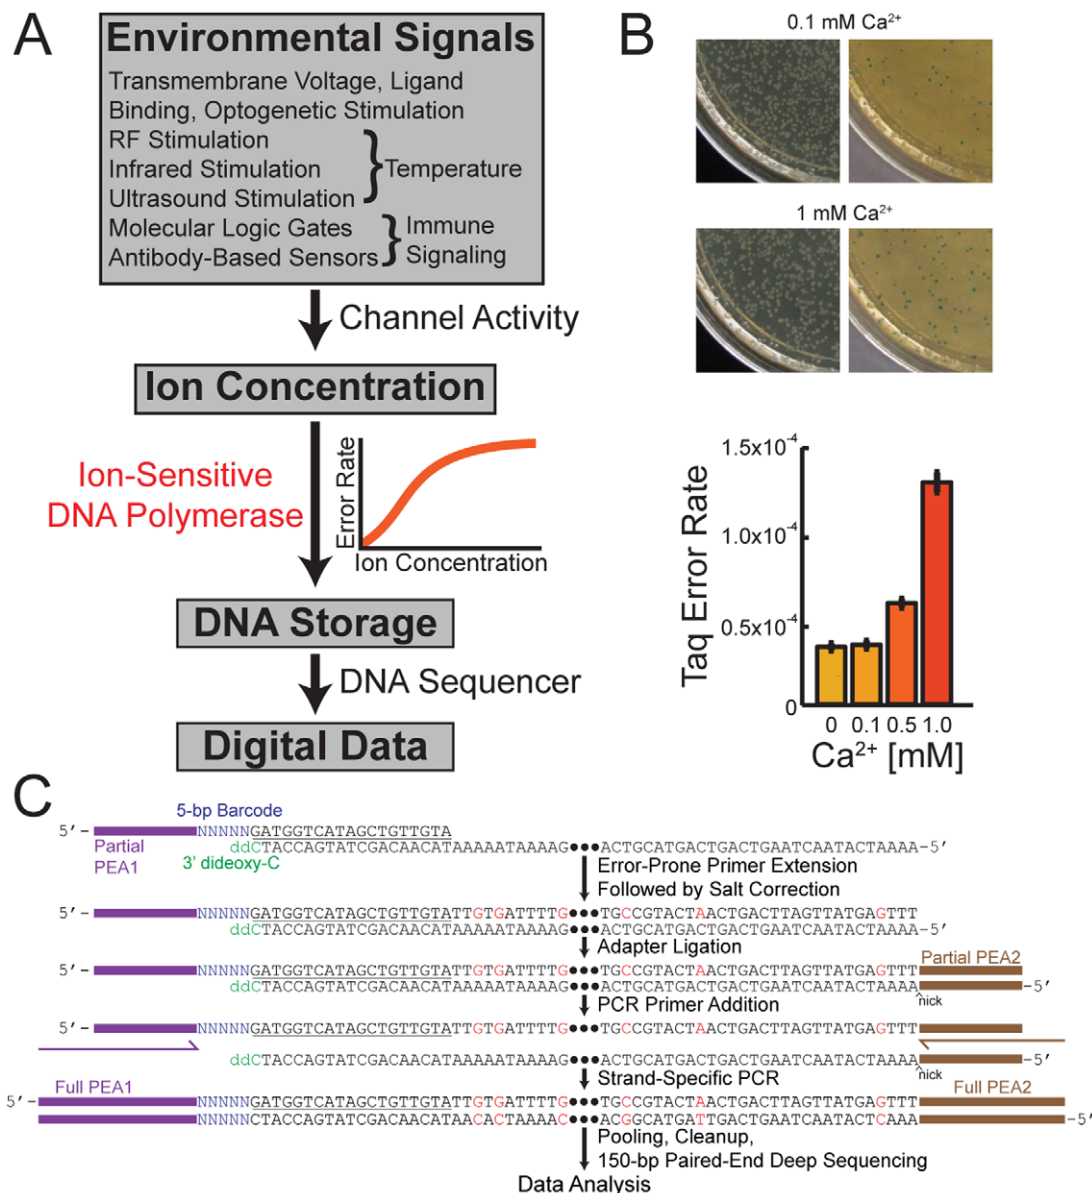 A
Environmental Signals
Transmembrane Voltage, Ligand
Binding, Optogenetic Stimulation
RF Stimulation
Infrared Stimulation
Ultrasound Stimulation
Temperature
Molecular Logic Gates
Antibody-Based Sensors
Immune
Signaling
Channel Activity
Ion Concentration
Ion-Sensitive
DNA Polymerase
Error Rate
Ion Concentration
DNA Storage
DNA Sequencer
Digital Data
B
0.1 mM Ca²⁺
1 mM Ca²⁺
Taq Error Rate
1.5x10⁻⁴
1.0x10⁻⁴
0.5x10⁻⁴
0
0 0.1 0.5 1.0
Ca²⁺ [mM]
C
5-bp Barcode
5′– NNNNNGATGGTCATAGCTGTTGTA
Partial
PEA1
ddCTACCAGTATCGACAACATAAAAATAAAAG●●●ACTGCATGACTGACTGAATCAATACTAAAA–5′
3′ dideoxy-C
Error-Prone Primer Extension
Followed by Salt Correction
5′– NNNNNGATGGTCATAGCTGTTGTATTGTGATTTTG●●●TGCCGTACTAACTGACTTAGTTATGAGTTT
ddCTACCAGTATCGACAACATAAAAATAAAAG●●●ACTGCATGACTGACTGAATCAATACTAAAA–5′
Adapter Ligation
Partial PEA2
5′– NNNNNGATGGTCATAGCTGTTGTATTGTGATTTTG●●●TGCCGTACTAACTGACTTAGTTATGAGTTT
ddCTACCAGTATCGACAACATAAAAATAAAAG●●●ACTGCATGACTGACTGAATCAATACTAAAA –5′
^nick
PCR Primer Addition
5′– NNNNNGATGGTCATAGCTGTTGTATTGTGATTTTG●●●TGCCGTACTAACTGACTTAGTTATGAGTTT
ddCTACCAGTATCGACAACATAAAAATAAAAG●●●ACTGCATGACTGACTGAATCAATACTAAAA –5′
^nick
Strand-Specific PCR
Full PEA1
Full PEA2
5′– NNNNNGATGGTCATAGCTGTTGTATTGTGATTTTG●●●TGCCGTACTAACTGACTTAGTTATGAGTTT
NNNNNCTACCAGTATCGACAACATAACACTAAAAC●●●ACGGCATGATTGACTGAATCAATACTCAAA –5′
Pooling, Cleanup,
150-bp Paired-End Deep Sequencing
Data Analysis